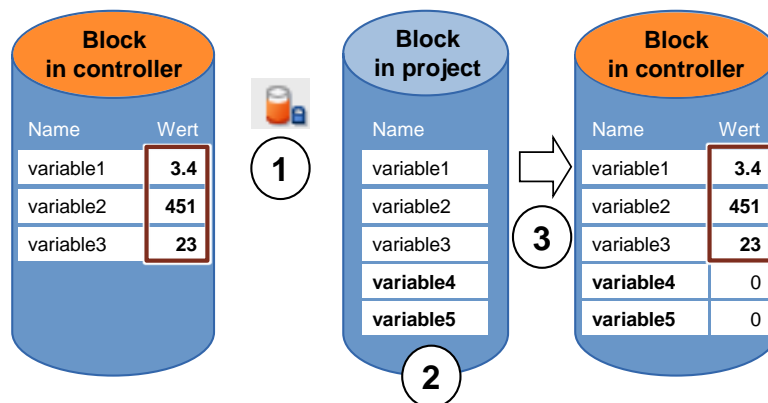 Block
in controller
Name Wert
variable1 3.4
variable2 451
variable3 23
1
Block
in project
Name
variable1
variable2
variable3
variable4
variable5
2
3
Block
in controller
Name Wert
variable1 3.4
variable2 451
variable3 23
variable4 0
variable5 0